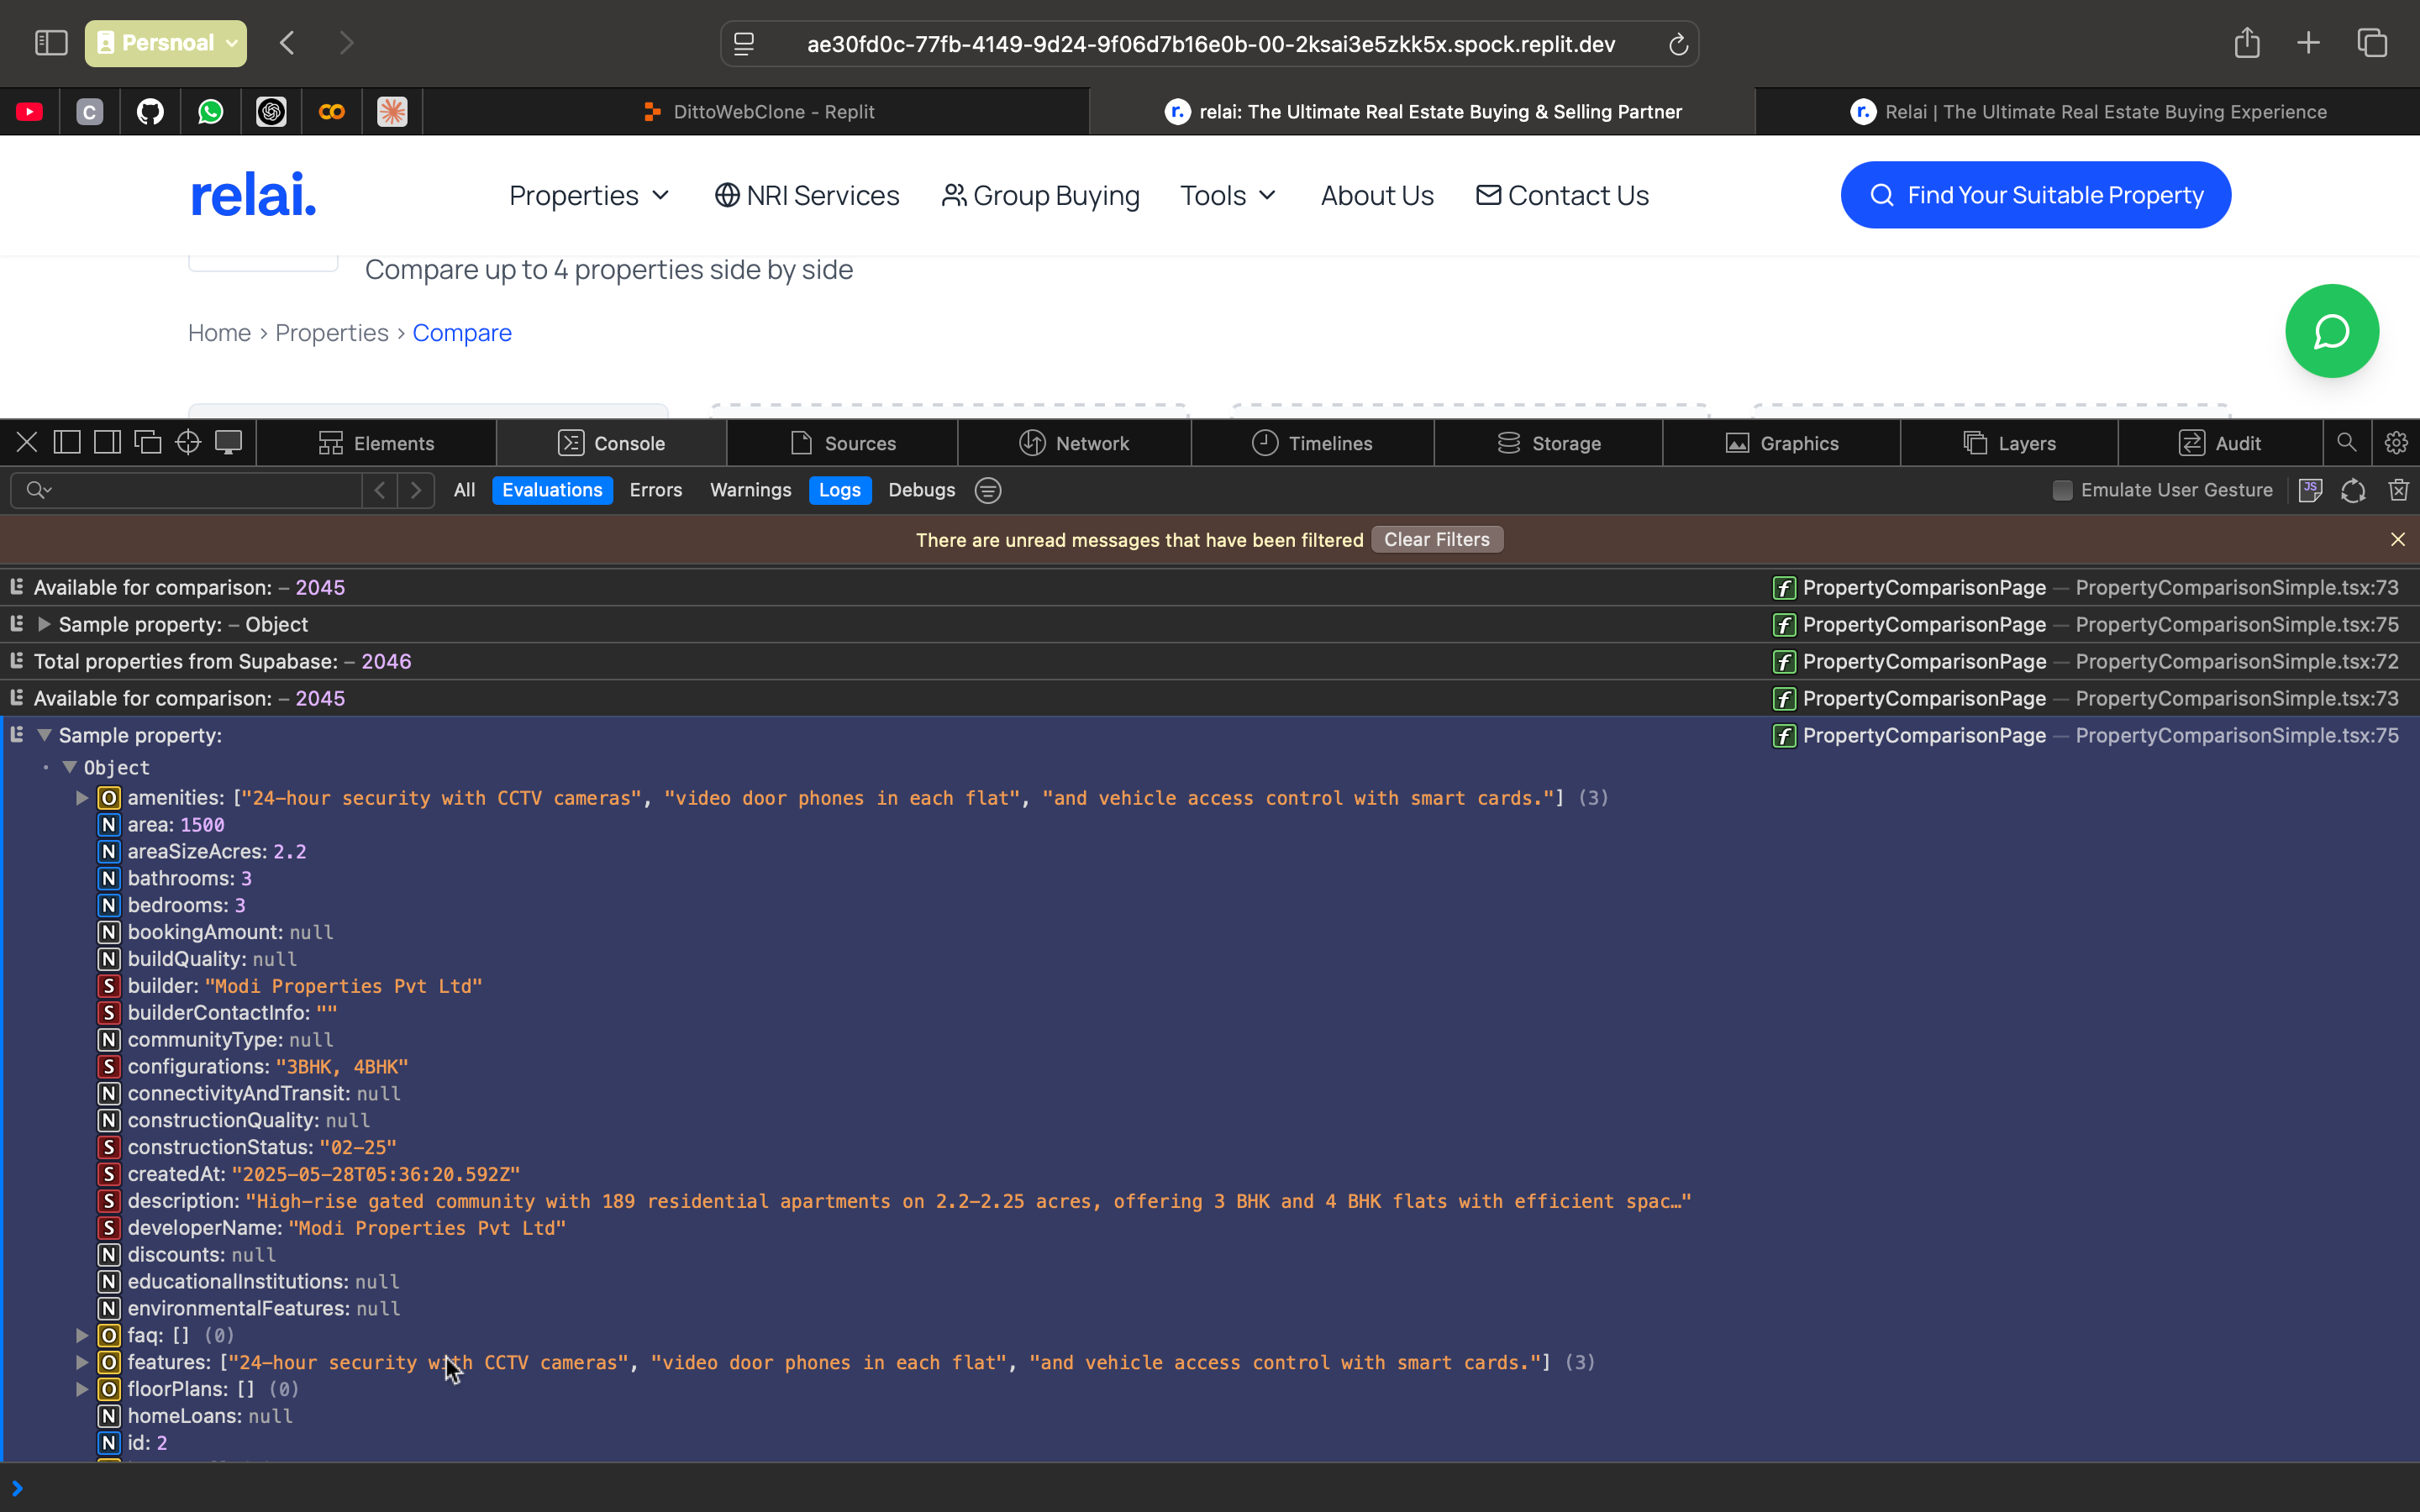 Persnoal
ae30fd0c-77fb-4149-9d24-9f06d7b16e0b-00-2ksai3e5zkk5x.spock.replit.dev
C
DittoWebClone - Replit
r. relai: The Ultimate Real Estate Buying & Selling Partner
r. Relai | The Ultimate Real Estate Buying Experience
relai.
Properties
NRI Services
Group Buying
Tools
About Us
Contact Us
Find Your Suitable Property
Compare up to 4 properties side by side
Home > Properties > Compare
Elements
Console
Sources
Network
Timelines
Storage
Graphics
Layers
Audit
All
Evaluations
Errors
Warnings
Logs
Debugs
Emulate User Gesture
JS
There are unread messages that have been filtered Clear Filters
Available for comparison: – 2045 f PropertyComparisonPage — PropertyComparisonSimple.tsx:73
Sample property: – Object f PropertyComparisonPage — PropertyComparisonSimple.tsx:75
Total properties from Supabase: – 2046 f PropertyComparisonPage — PropertyComparisonSimple.tsx:72
Available for comparison: – 2045 f PropertyComparisonPage — PropertyComparisonSimple.tsx:73
Sample property: f PropertyComparisonPage — PropertyComparisonSimple.tsx:75
Object
O amenities: ["24-hour security with CCTV cameras", "video door phones in each flat", "and vehicle access control with smart cards."] (3)
N area: 1500
N areaSizeAcres: 2.2
N bathrooms: 3
N bedrooms: 3
N bookingAmount: null
N buildQuality: null
S builder: "Modi Properties Pvt Ltd"
S builderContactInfo: ""
N communityType: null
S configurations: "3BHK, 4BHK"
N connectivityAndTransit: null
N constructionQuality: null
S constructionStatus: "02-25"
S createdAt: "2025-05-28T05:36:20.592Z"
S description: "High-rise gated community with 189 residential apartments on 2.2-2.25 acres, offering 3 BHK and 4 BHK flats with efficient spac…"
S developerName: "Modi Properties Pvt Ltd"
N discounts: null
N educationalInstitutions: null
N environmentalFeatures: null
O faq: [] (0)
O features: ["24-hour security with CCTV cameras", "video door phones in each flat", "and vehicle access control with smart cards."] (3)
O floorPlans: [] (0)
N homeLoans: null
N id: 2